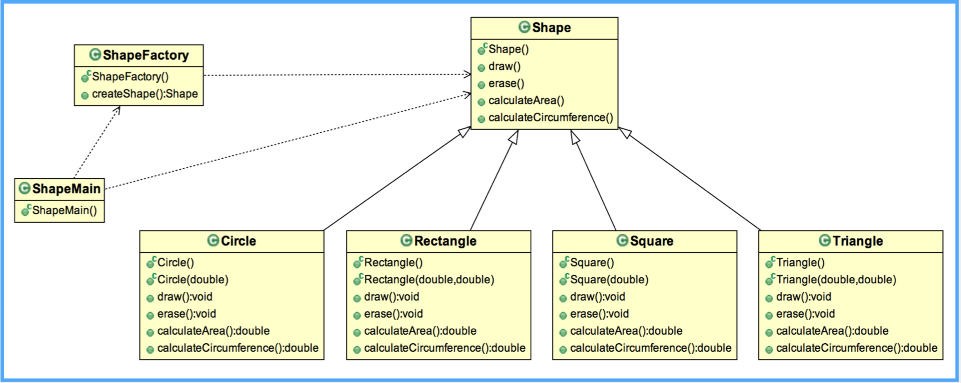 Shape
Shape()
draw()
erase()
calculateArea()
calculateCircumference()
ShapeFactory
ShapeFactory()
createShape():Shape
ShapeMain
ShapeMain()
Circle
Circle()
Circle(double)
draw():void
erase():void
calculateArea():double
calculateCircumference():double
Rectangle
Rectangle()
Rectangle(double,double)
draw():void
erase():void
calculateArea():double
calculateCircumference():double
Square
Square()
Square(double)
draw():void
erase():void
calculateArea():double
calculateCircumference():double
Triangle
Triangle()
Triangle(double,double)
draw():void
erase():void
calculateArea():double
calculateCircumference():double